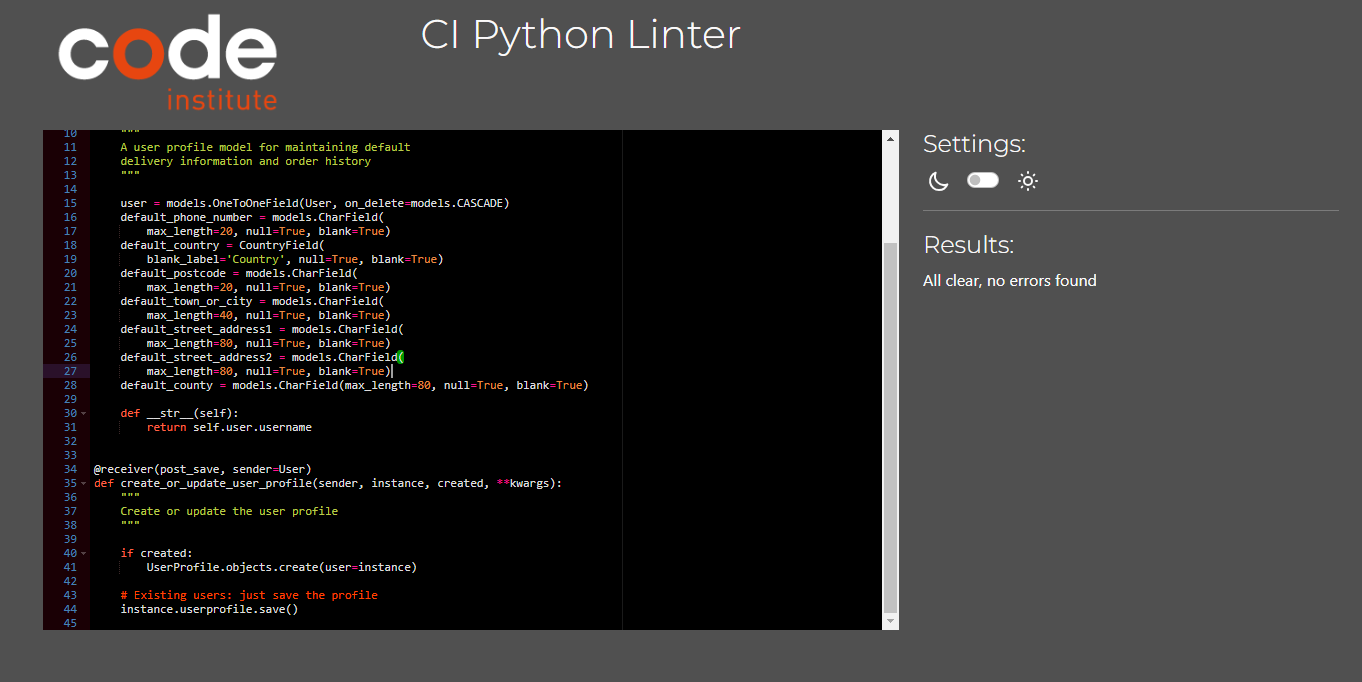 code
institute
CI Python Linter
10 """
11 A user profile model for maintaining default
12 delivery information and order history
13 """
14
15 user = models.OneToOneField(User, on_delete=models.CASCADE)
16 default_phone_number = models.CharField(
17 max_length=20, null=True, blank=True)
18 default_country = CountryField(
19 blank_label='Country', null=True, blank=True)
20 default_postcode = models.CharField(
21 max_length=20, null=True, blank=True)
22 default_town_or_city = models.CharField(
23 max_length=40, null=True, blank=True)
24 default_street_address1 = models.CharField(
25 max_length=80, null=True, blank=True)
26 default_street_address2 = models.CharField(
27 max_length=80, null=True, blank=True)
28 default_county = models.CharField(max_length=80, null=True, blank=True)
29
30 def __str__(self):
31 return self.user.username
32
33
34 @receiver(post_save, sender=User)
35 def create_or_update_user_profile(sender, instance, created, **kwargs):
36 """
37 Create or update the user profile
38 """
39
40 if created:
41 UserProfile.objects.create(user=instance)
42
43 # Existing users: just save the profile
44 instance.userprofile.save()
45
Settings:
Results:
All clear, no errors found